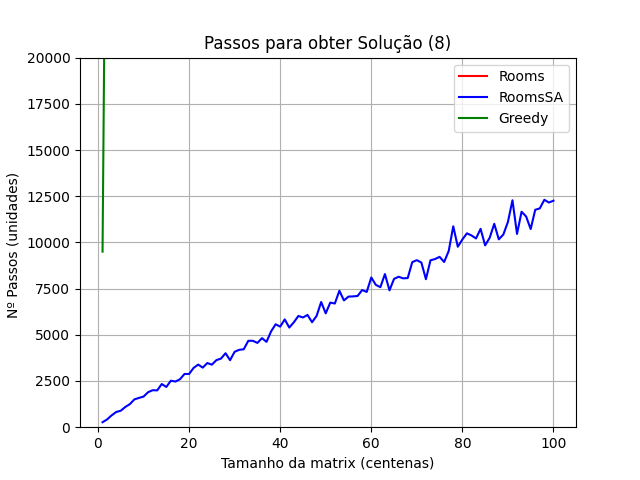 Passos para obter Solução (8)
Rooms
RoomsSA
Greedy
20000
17500
15000
12500
10000
7500
5000
2500
0
Nº Passos (unidades)
0 20 40 60 80 100
Tamanho da matrix (centenas)